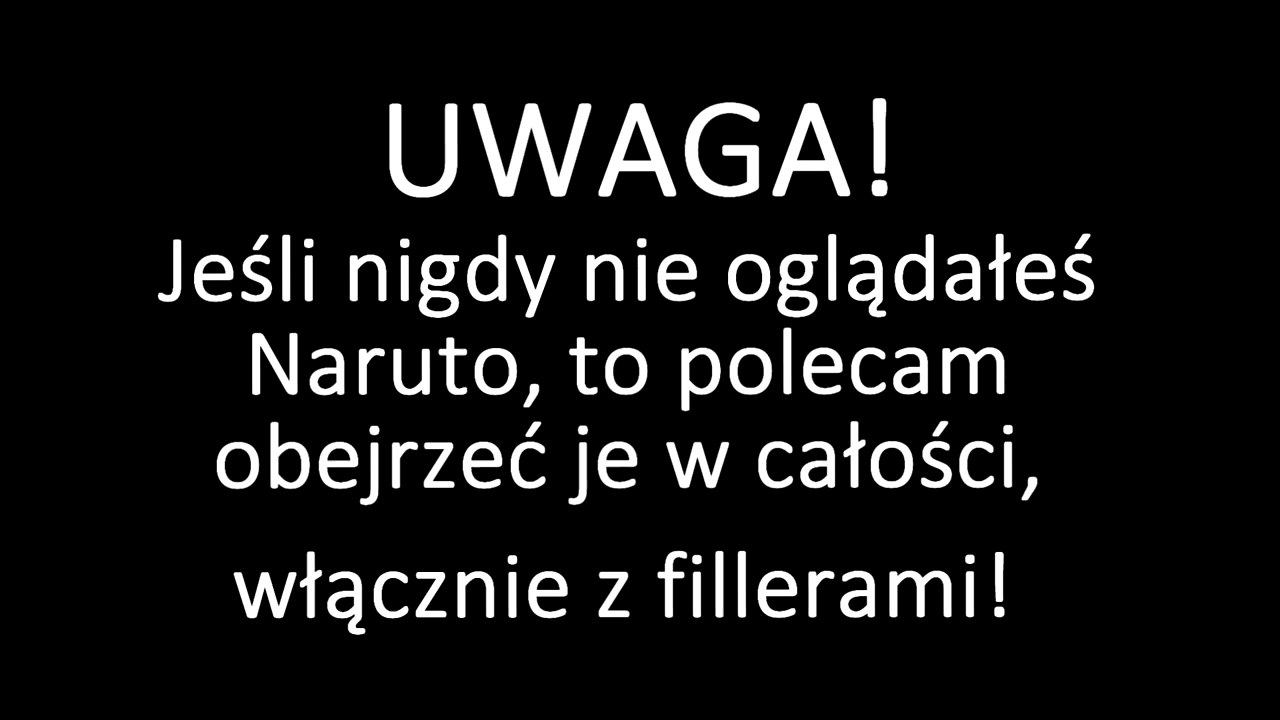 UWAGA!
Jeśli nigdy nie oglądałeś
Naruto, to polecam
obejrzeć je w całości,
włącznie z fillerami!